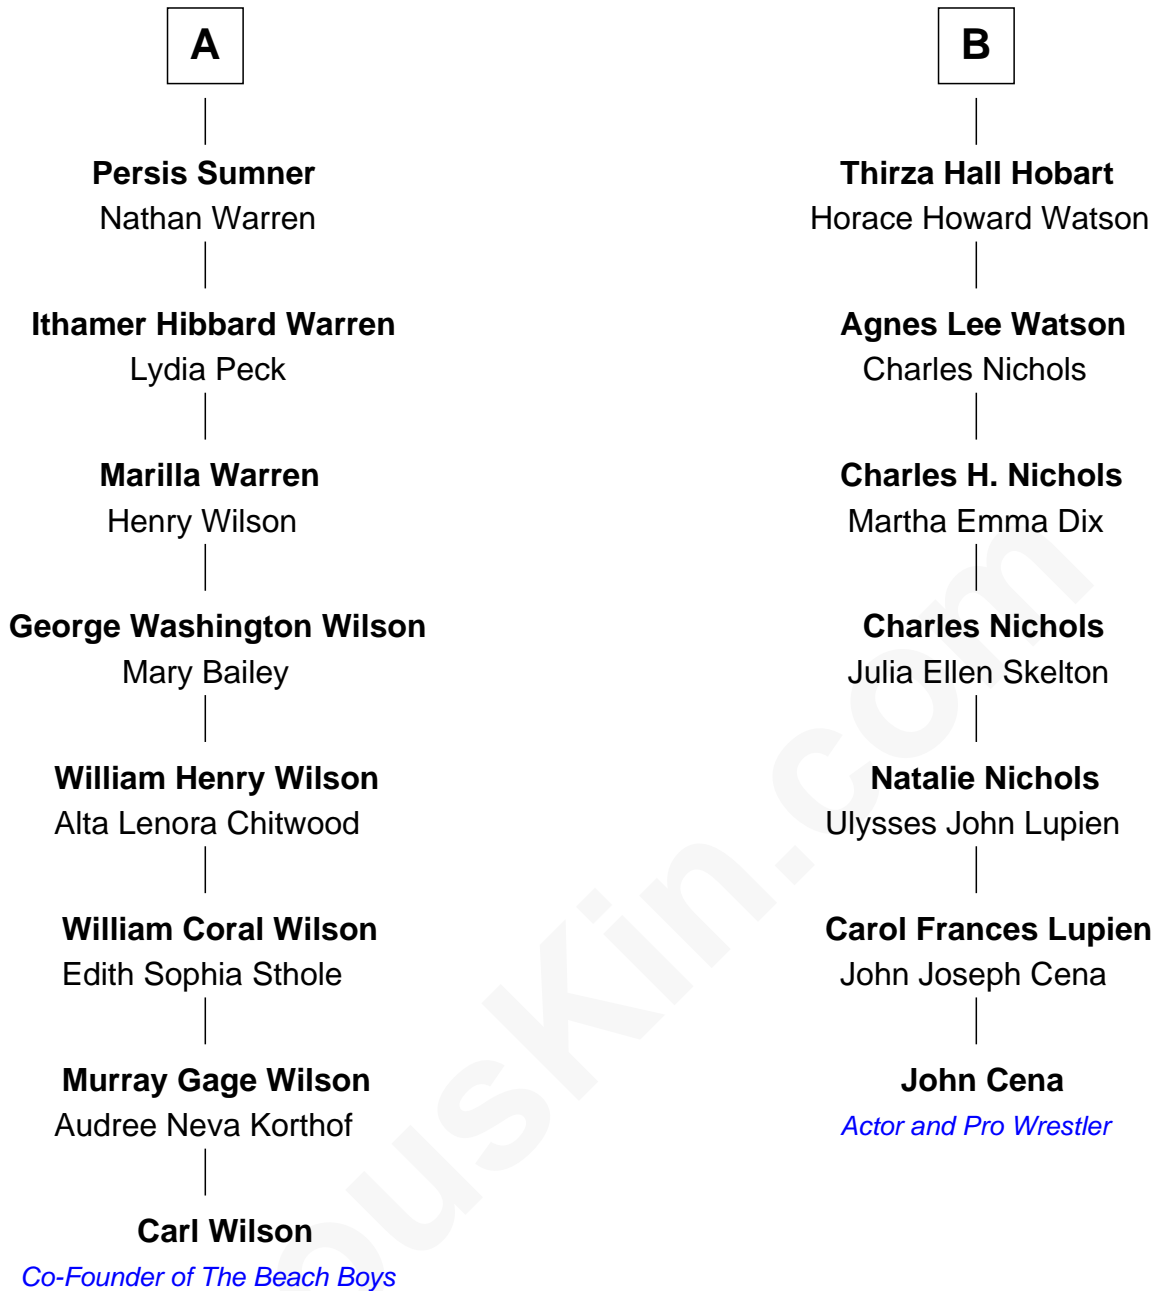 A
Persis Sumner
Nathan Warren
Ithamer Hibbard Warren
Lydia Peck
Marilla Warren
Henry Wilson
George Washington Wilson
Mary Bailey
William Henry Wilson
Alta Lenora Chitwood
William Coral Wilson
Edith Sophia Sthole
Murray Gage Wilson
Audree Neva Korthof
Carl Wilson
Co-Founder of The Beach Boys
B
Thirza Hall Hobart
Horace Howard Watson
Agnes Lee Watson
Charles Nichols
Charles H. Nichols
Martha Emma Dix
Charles Nichols
Julia Ellen Skelton
Natalie Nichols
Ulysses John Lupien
Carol Frances Lupien
John Joseph Cena
John Cena
Actor and Pro Wrestler
ousKin.com